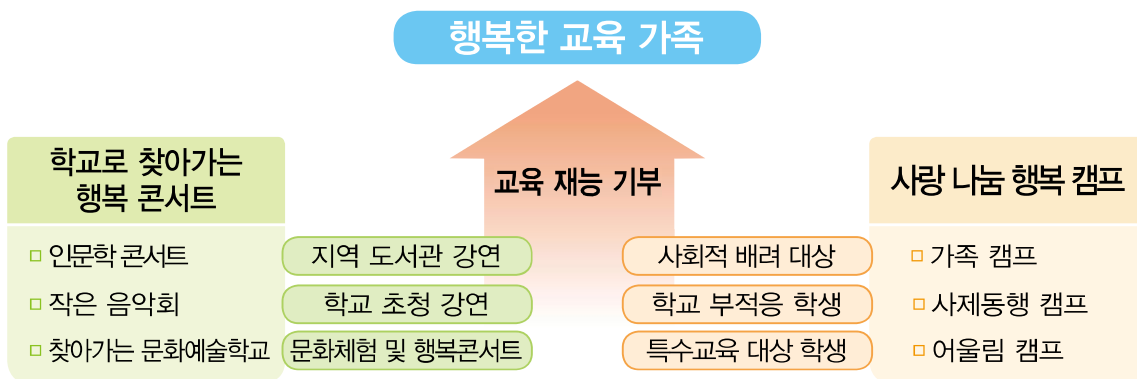 행복한 교육 가족
교육 재능 기부
학교로 찾아가는
행복 콘서트
인문학 콘서트
작은 음악회
찾아가는 문화예술학교
지역 도서관 강연
학교 초청 강연
문화체험 및 행복콘서트
사회적 배려 대상
학교 부적응 학생
특수교육 대상 학생
사랑 나눔 행복 캠프
가족 캠프
사제동행 캠프
어울림 캠프